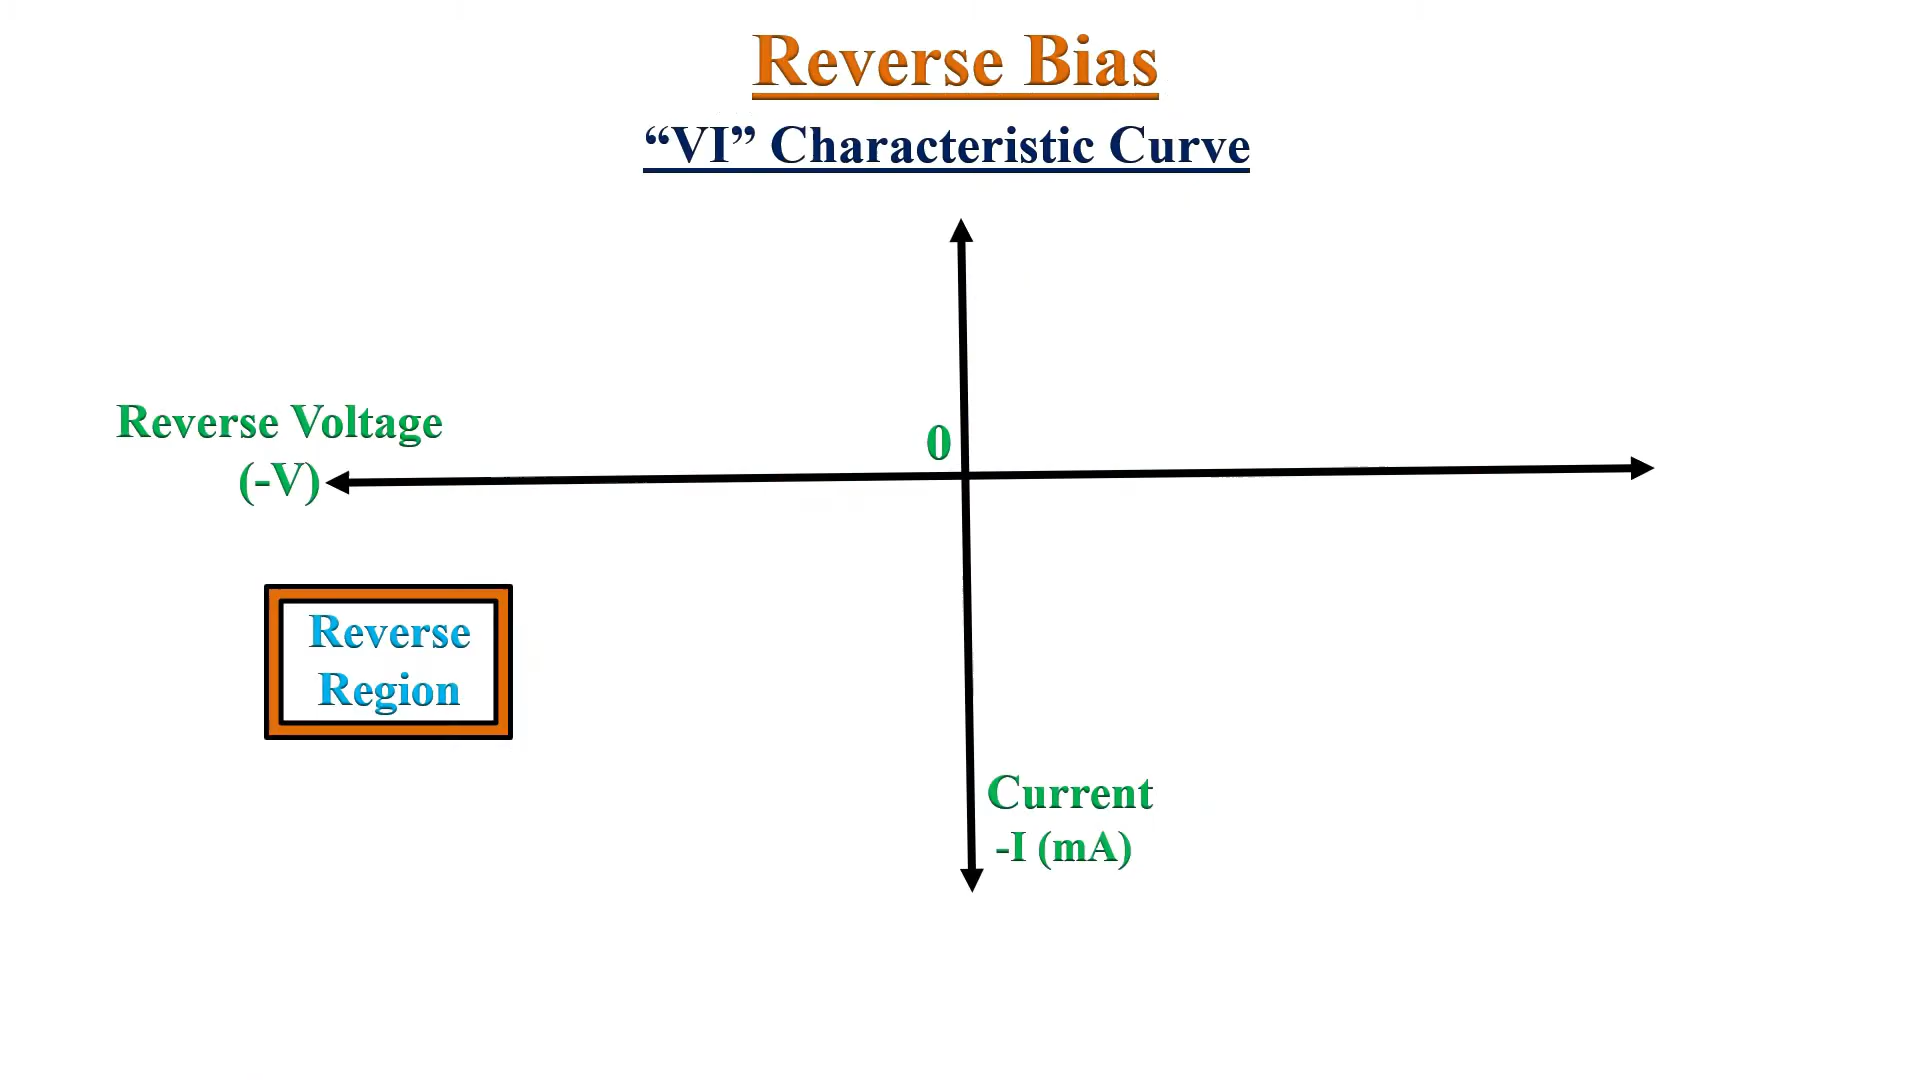 Reverse Bias
“VI” Characteristic Curve
Reverse Voltage
(-V)
0
Reverse
Region
Current
-I (mA)